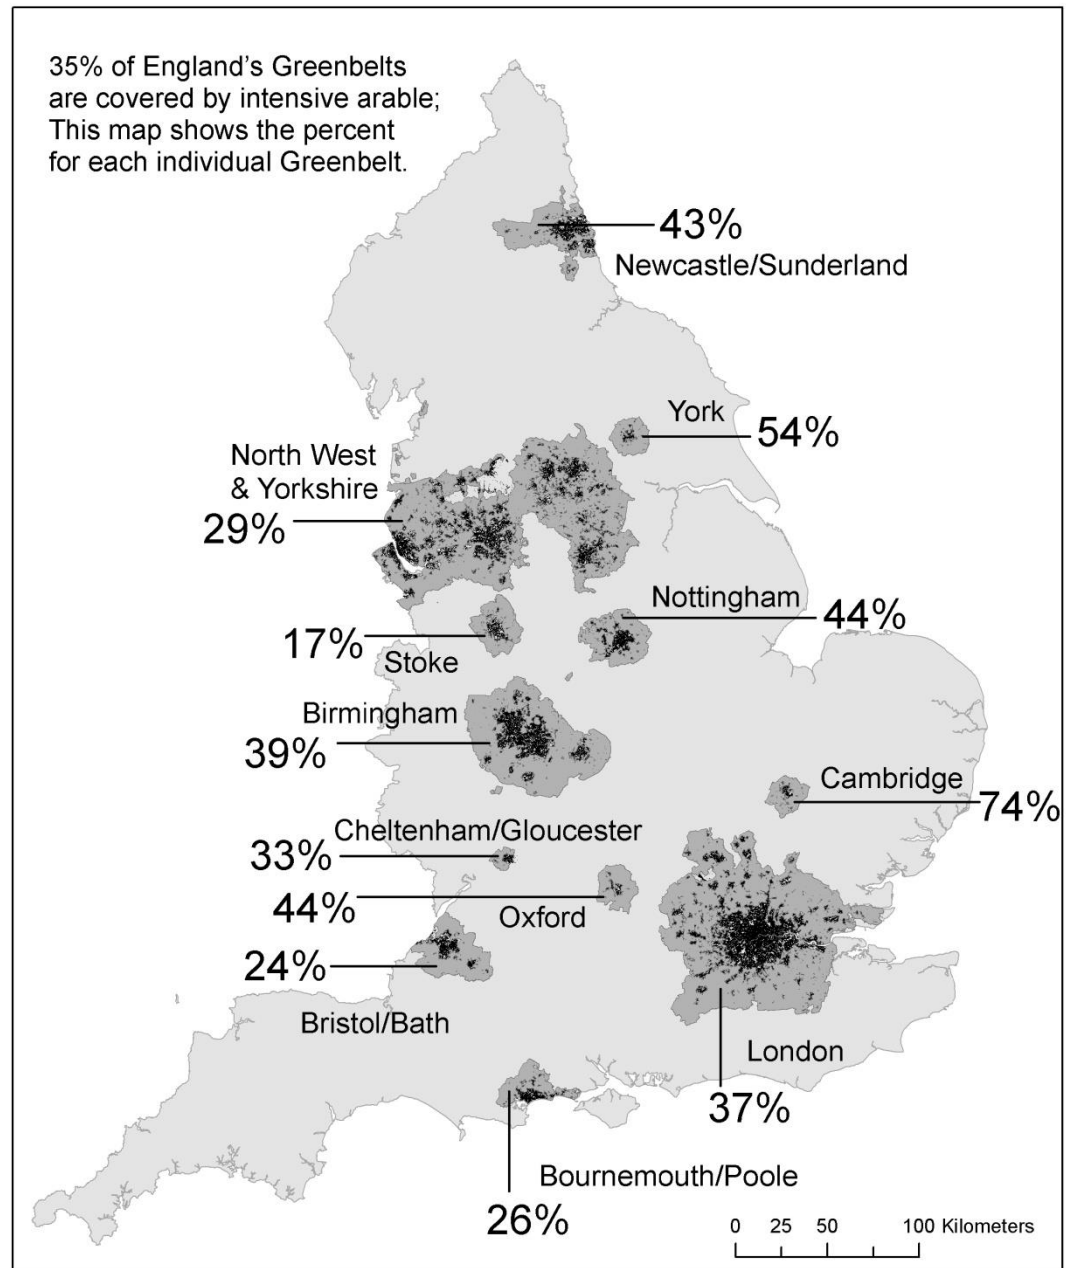 35% of England's Greenbelts
are covered by intensive arable;
This map shows the percent
for each individual Greenbelt.
43%
Newcastle/Sunderland
York
54%
North West
& Yorkshire
29%
Nottingham
44%
17%
Stoke
Birmingham
39%
Cambridge
74%
Cheltenham/Gloucester
33%
44%
Oxford
24%
Bristol/Bath
London
37%
Bournemouth/Poole
26%
0 25 50 100 Kilometers